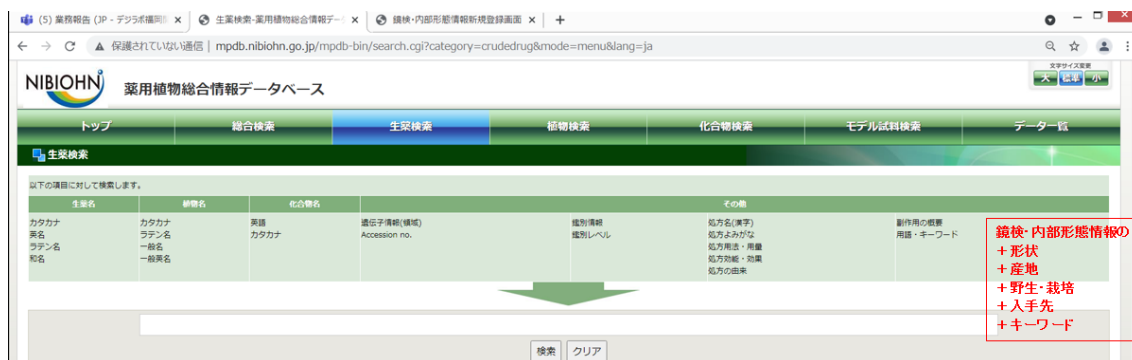 (5) 業務報告 (JP - デジラボ福岡
生薬検索-薬用植物総合情報デー
鏡検・内部形態情報新規登録画面
保護されていない通信 | mpdb.nibiohn.go.jp/mpdb-bin/search.cgi?category=crudedrug&mode=menu&lang=ja
文字サイズ変更
NIBIOHN 薬用植物総合情報データベース
大 標準 小
トップ 総合検索 生薬検索 植物検索 化合物検索 モデル試料検索 データ一覧
生薬検索
以下の項目に対して検索します。
生薬名 植物名 化合物名 その他
カタカナ カタカナ 英語 遺伝子情報(領域) 鑑別情報 処方名(漢字) 副作用の概要
英名 ラテン名 カタカナ Accession no. 鑑別レベル 処方よみがな 用語・キーワード
ラテン名 一般名 処方用法・用量
和名 一般英名 処方効能・効果
処方の由来
鏡検・内部形態情報の
+形状
+産地
+野生・栽培
+入手先
+キーワード
検索 クリア